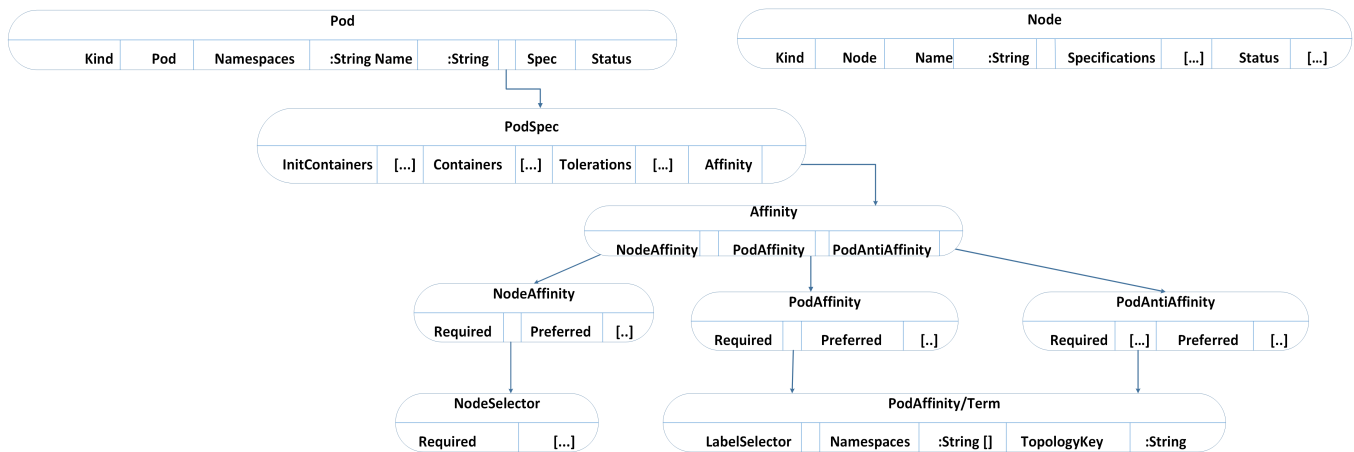 Pod
Kind Pod Namespaces :String Name :String Spec Status
Node
Kind Node Name :String Specifications [...] Status [...]
PodSpec
InitContainers [...] Containers [...] Tolerations [...] Affinity
Affinity
NodeAffinity PodAffinity PodAntiAffinity
NodeAffinity
Required Preferred [..]
PodAffinity
Required Preferred [..]
PodAntiAffinity
Required [...] Preferred [..]
NodeSelector
Required [...]
PodAffinity/Term
LabelSelector Namespaces :String [] TopologyKey :String